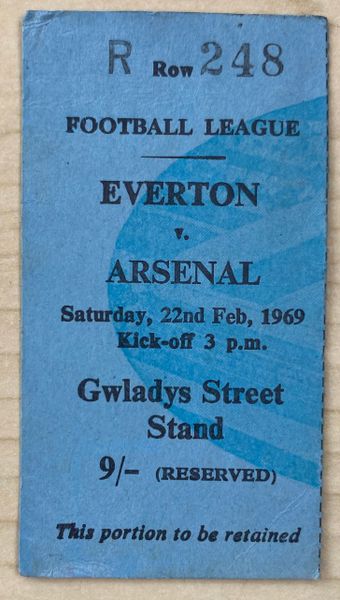 R Row 248
FOOTBALL LEAGUE
EVERTON
v.
ARSENAL
Saturday, 22nd Feb, 1969
Kick-off 3 p.m.
Gwladys Street
Stand
9/- (RESERVED)
This portion to be retained